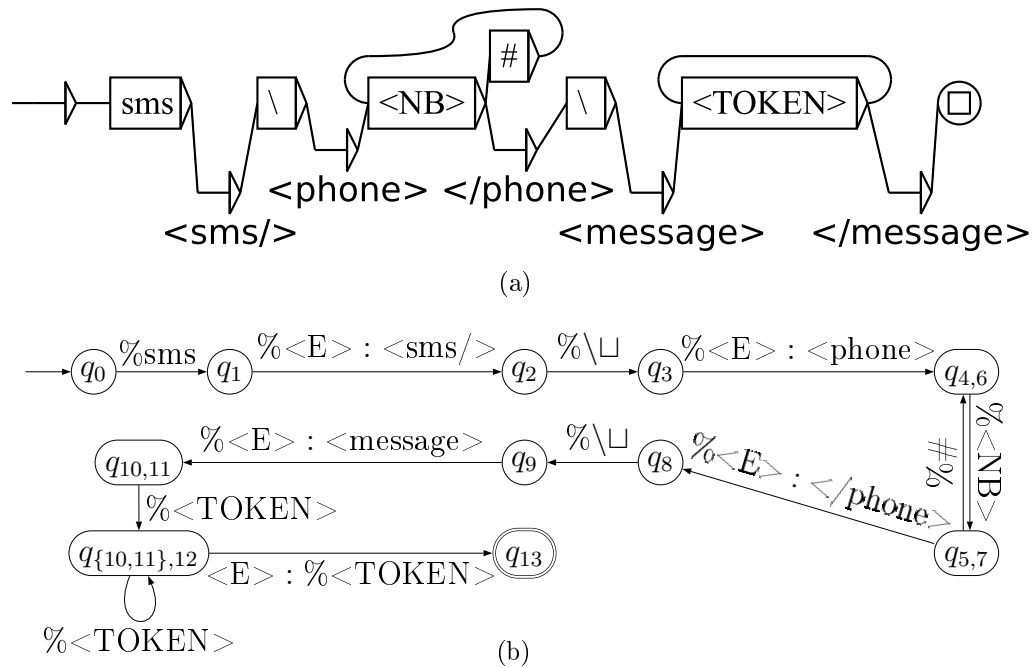 sms \ <NB> # \ <TOKEN>
<phone> </phone>
<sms/> <message> </message>
(a)
%sms %<E> : <sms/> %\⊔ %<E> : <phone>
q0 q1 q2 q3 q4,6
%<E> : <message> %\⊔ %<E> : </phone> #% %<NB>
q10,11 q9 q8
%<TOKEN>
q{10,11},12 q13 q5,7
<E> : %<TOKEN>
%<TOKEN>
(b)